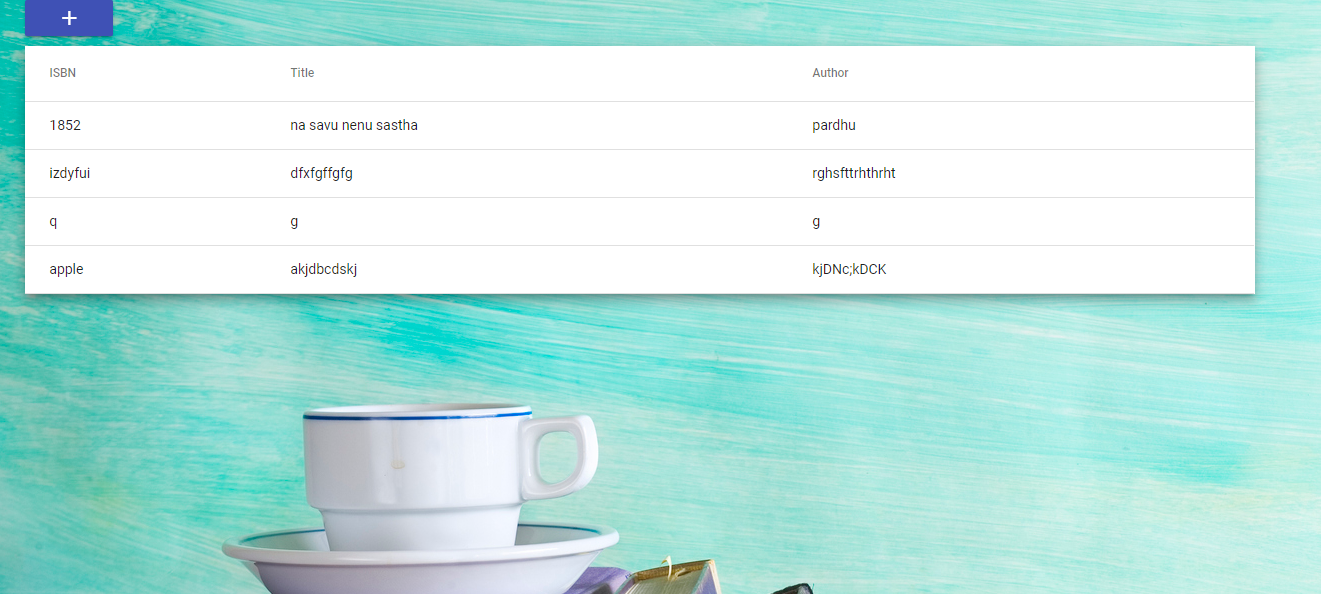 +
ISBN Title Author
1852 na savu nenu sastha pardhu
izdyfui dfxfgffgfg rghsfttrhthrht
q g g
apple akjdbcdskj kjDNc;kDCK